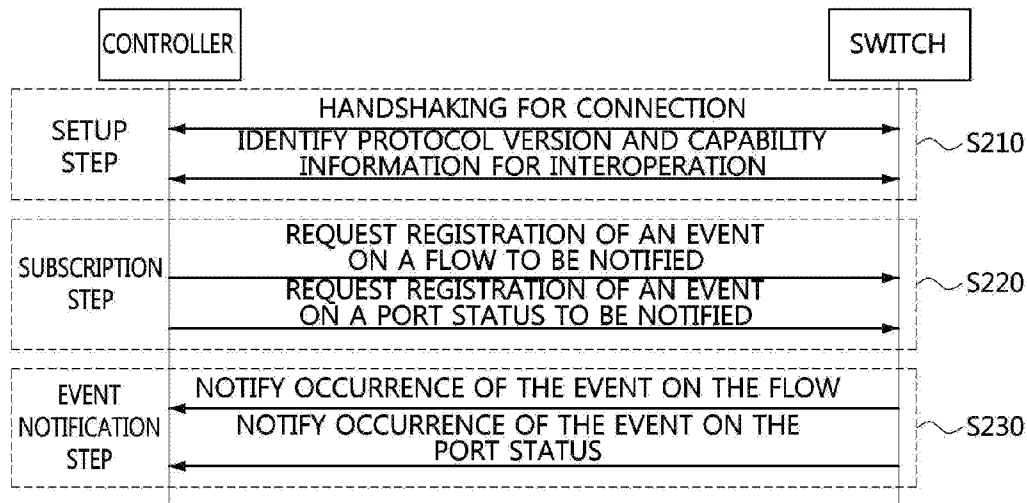 CONTROLLER
SWITCH
SETUP
STEP
HANDSHAKING FOR CONNECTION
IDENTIFY PROTOCOL VERSION AND CAPABILITY
INFORMATION FOR INTEROPERATION
S210
SUBSCRIPTION
STEP
REQUEST REGISTRATION OF AN EVENT
ON A FLOW TO BE NOTIFIED
REQUEST REGISTRATION OF AN EVENT
ON A PORT STATUS TO BE NOTIFIED
S220
EVENT
NOTIFICATION
STEP
NOTIFY OCCURRENCE OF THE EVENT ON THE FLOW
NOTIFY OCCURRENCE OF THE EVENT ON THE
PORT STATUS
S230